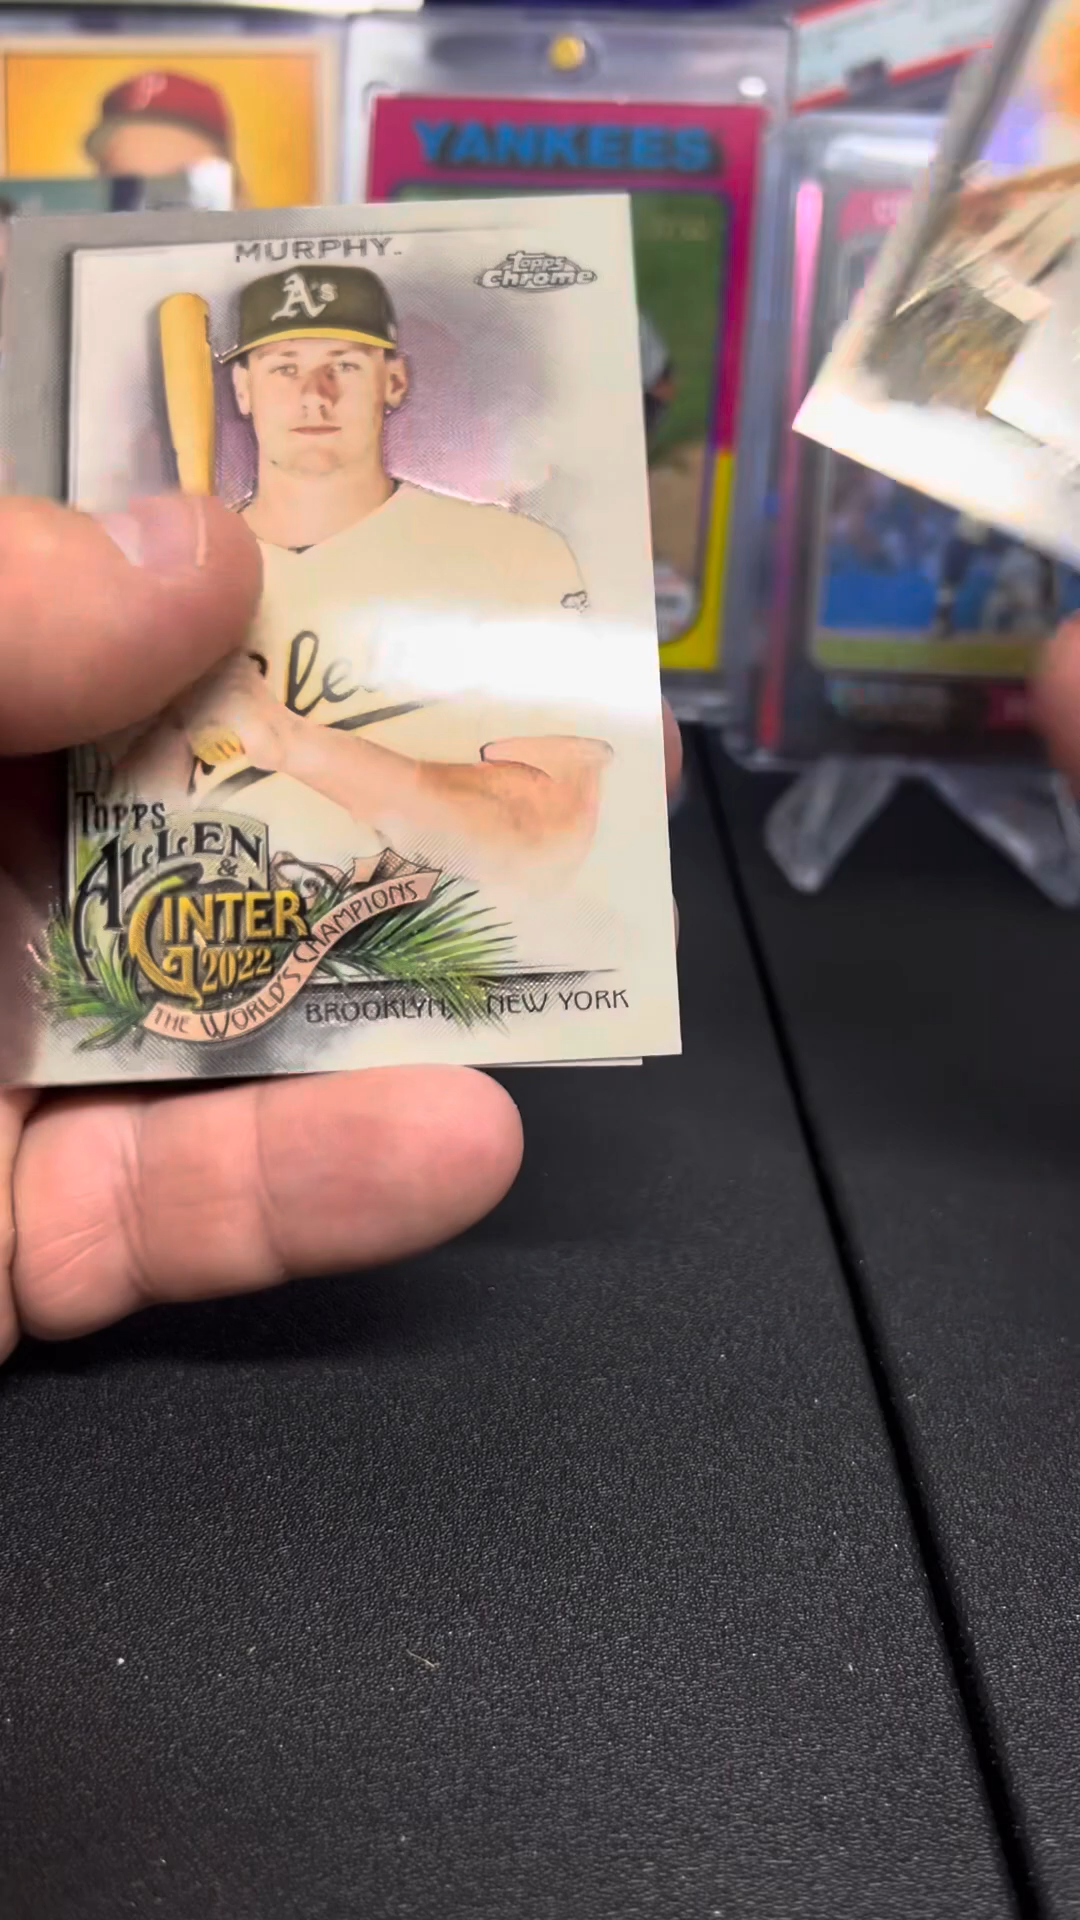 P
YANKEES
MURPHY
Topps
Chrome
A's
TOPPS
ALLEN
&
GINTER
2022
THE WORLD'S CHAMPIONS
BROOKLYN, NEW YORK